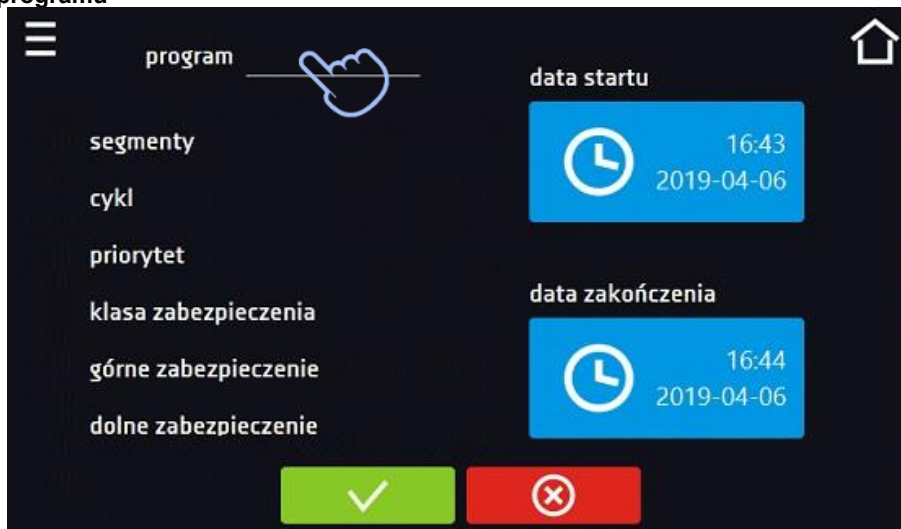 programu
program
segmenty
cykl
priorytet
klasa zabezpieczenia
górne zabezpieczenie
dolne zabezpieczenie
data startu
16:43
2019-04-06
data zakończenia
16:44
2019-04-06